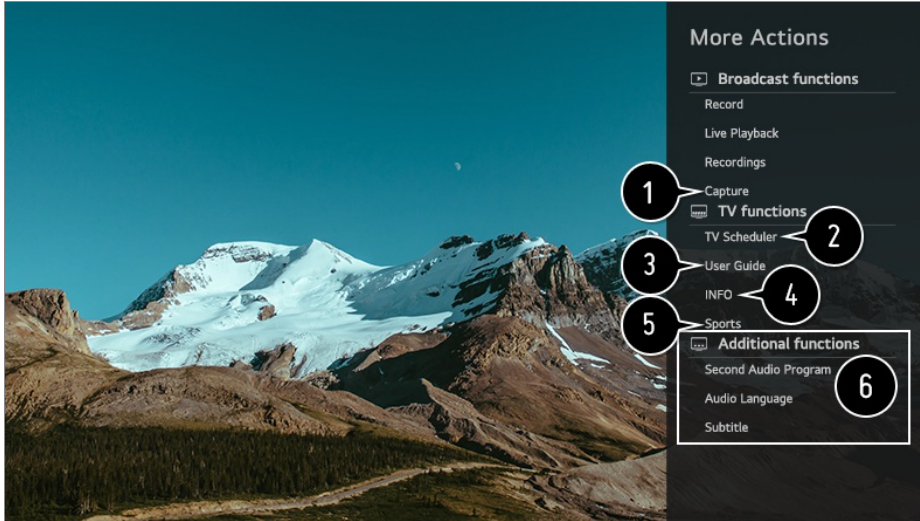 More Actions
Broadcast functions
Record
Live Playback
Recordings
1 Capture
TV functions
TV Scheduler 2
3 User Guide
INFO 4
5 Sports
Additional functions
Second Audio Program
6
Audio Language
Subtitle